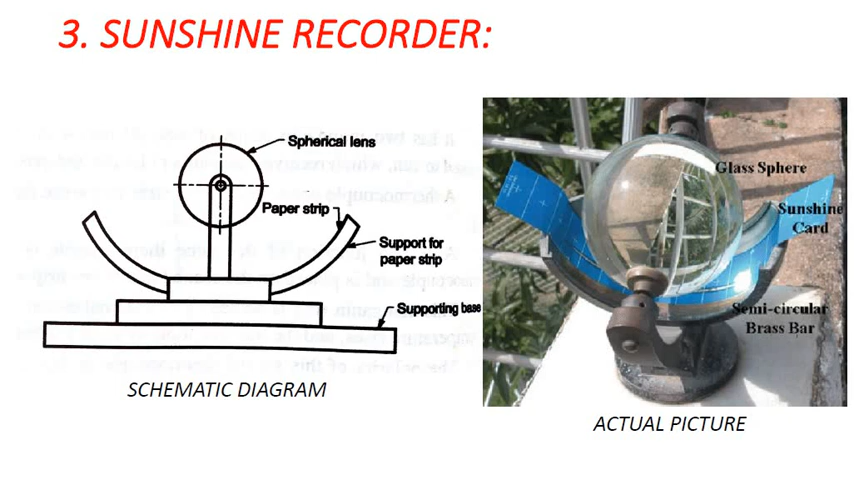 3. SUNSHINE RECORDER:
Spherical lens
Paper strip
Support for
paper strip
Supporting base
SCHEMATIC DIAGRAM
Glass Sphere
Sunshine
Card
Semi-circular
Brass Bar
ACTUAL PICTURE